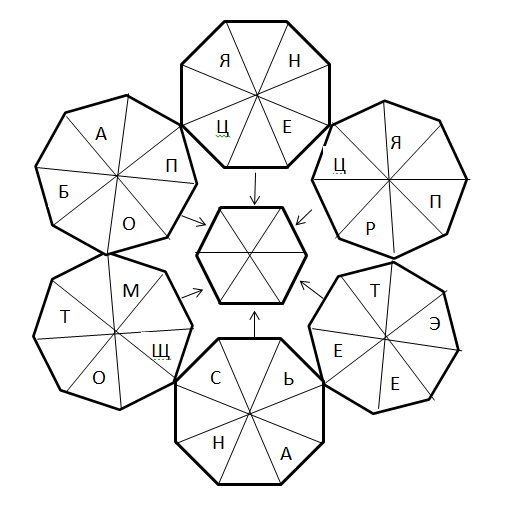 Я Н
Ц Е
А П
Б О
Ц Я
Р П
М
Т Щ
О
Т Э
Е Е
С Ь
Н А